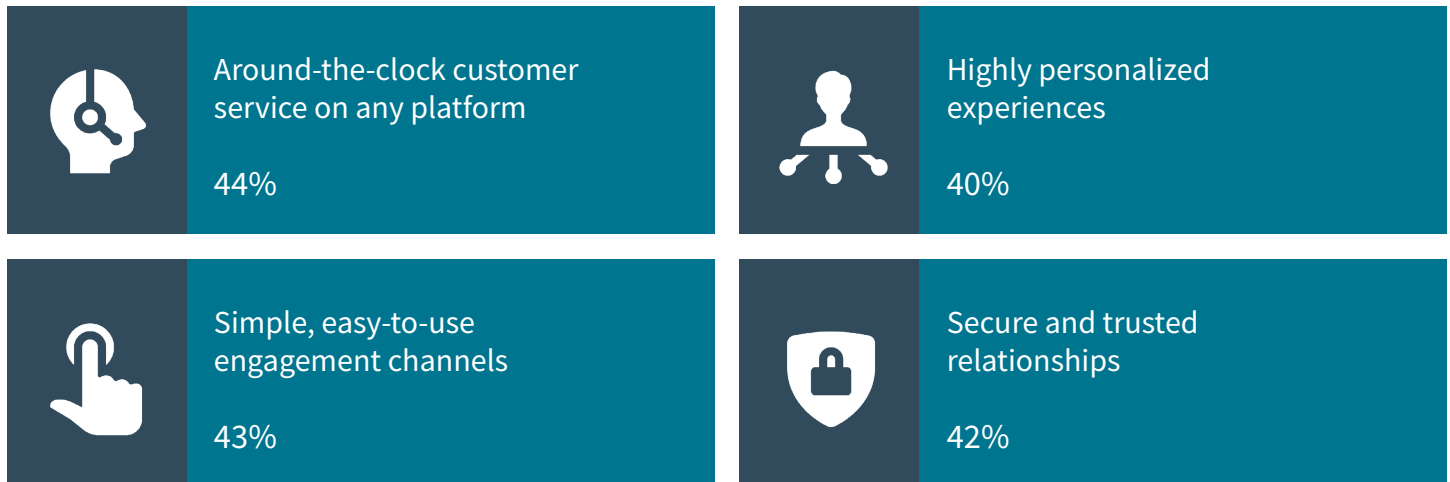 Around-the-clock customer
service on any platform
44%
Highly personalized
experiences
40%
Simple, easy-to-use
engagement channels
43%
Secure and trusted
relationships
42%